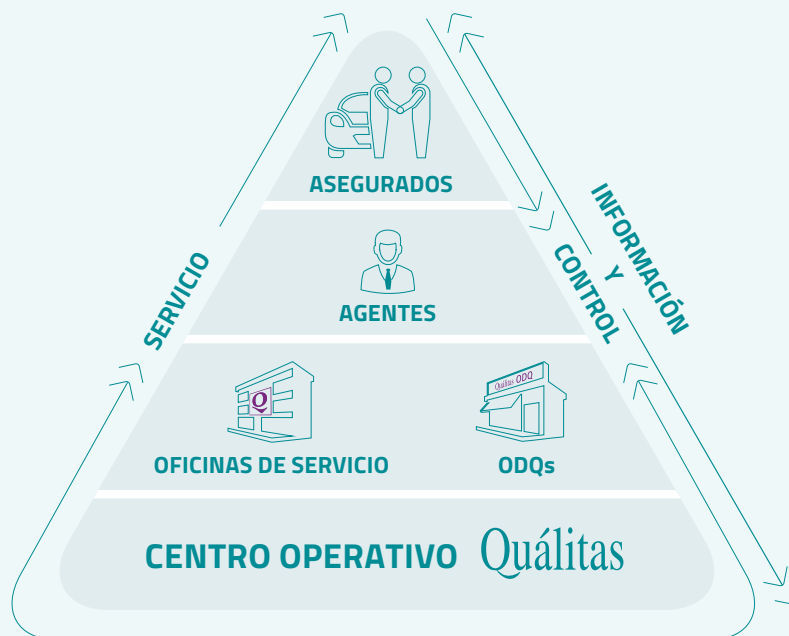 ASEGURADOS
AGENTES
Q
Quálitas ODQ
OFICINAS DE SERVICIO
ODQs
CENTRO OPERATIVO Quálitas
SERVICIO
INFORMACIÓN
Y
CONTROL